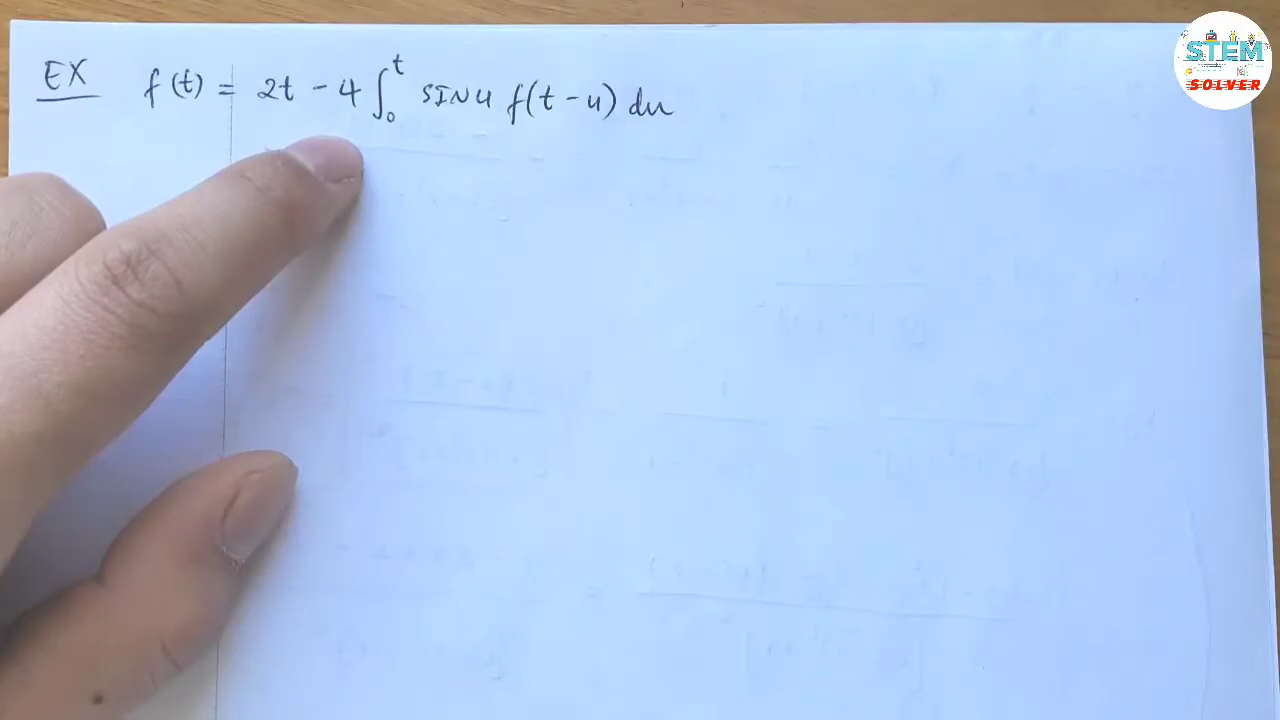 EX f(t) = 2t - 4 ∫₀ᵗ SIN u f(t - u) du
STEM
SOLVER